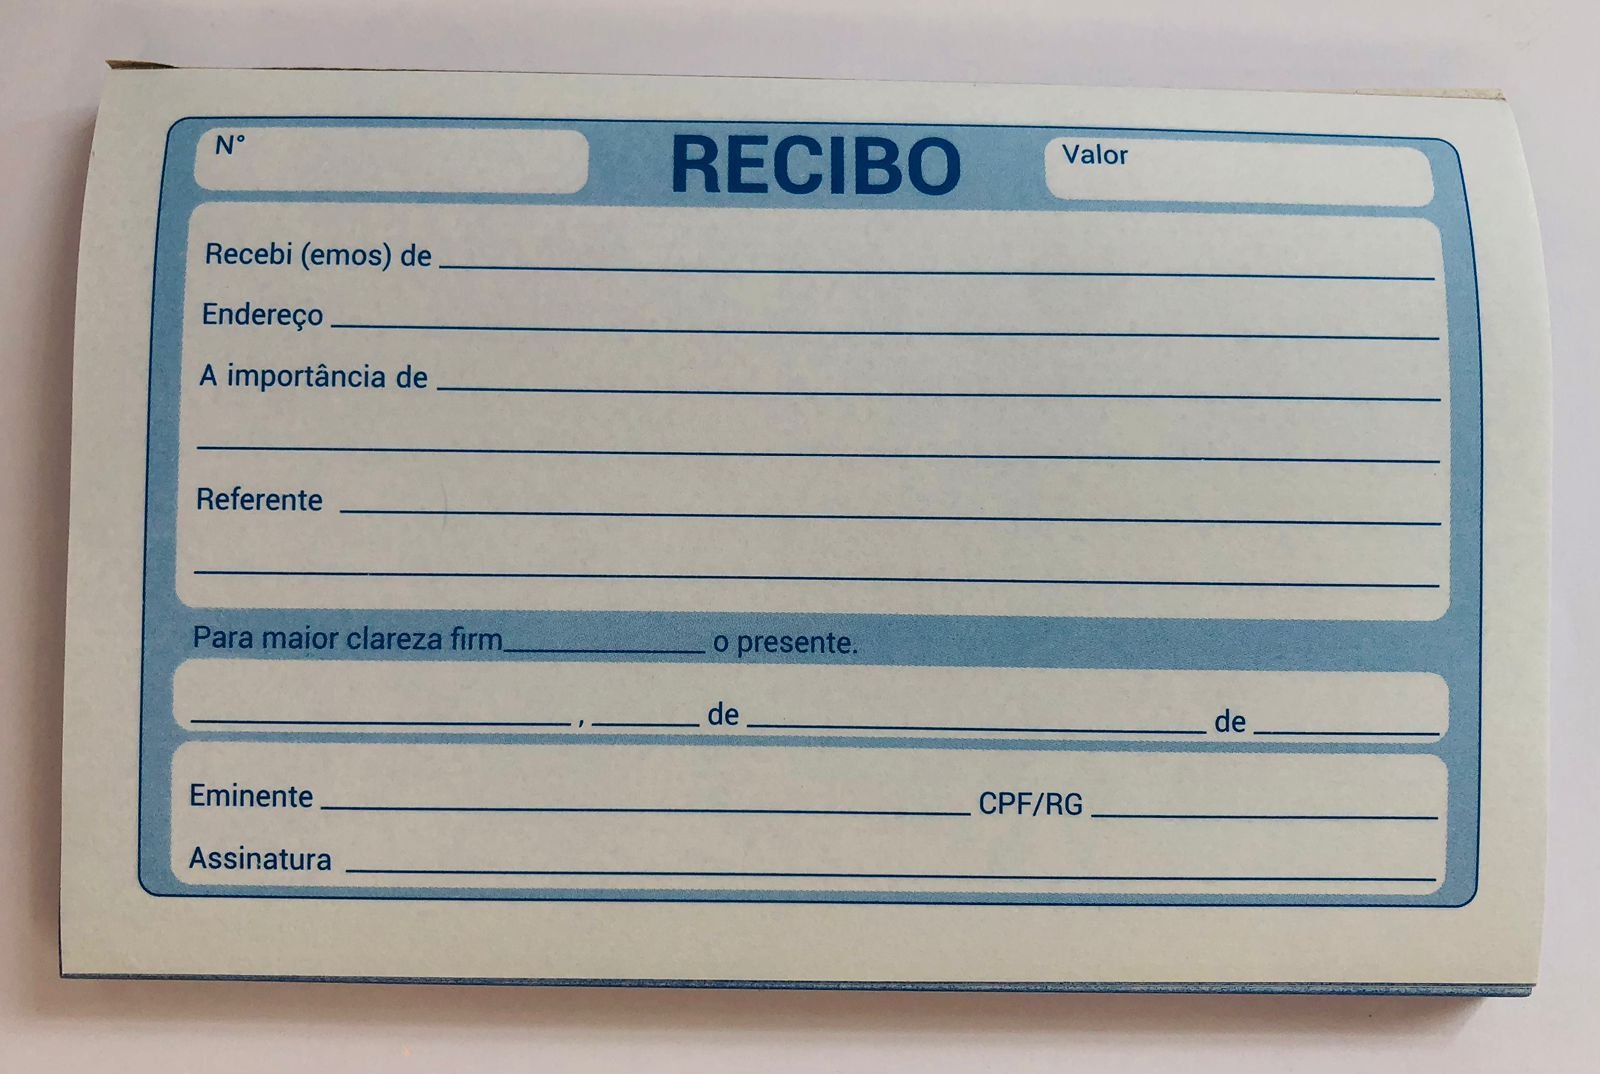 N° RECIBO Valor
Recebi (emos) de
Endereço
A importância de
Referente
Para maior clareza firm__________ o presente.
, de de
Eminente CPF/RG
Assinatura